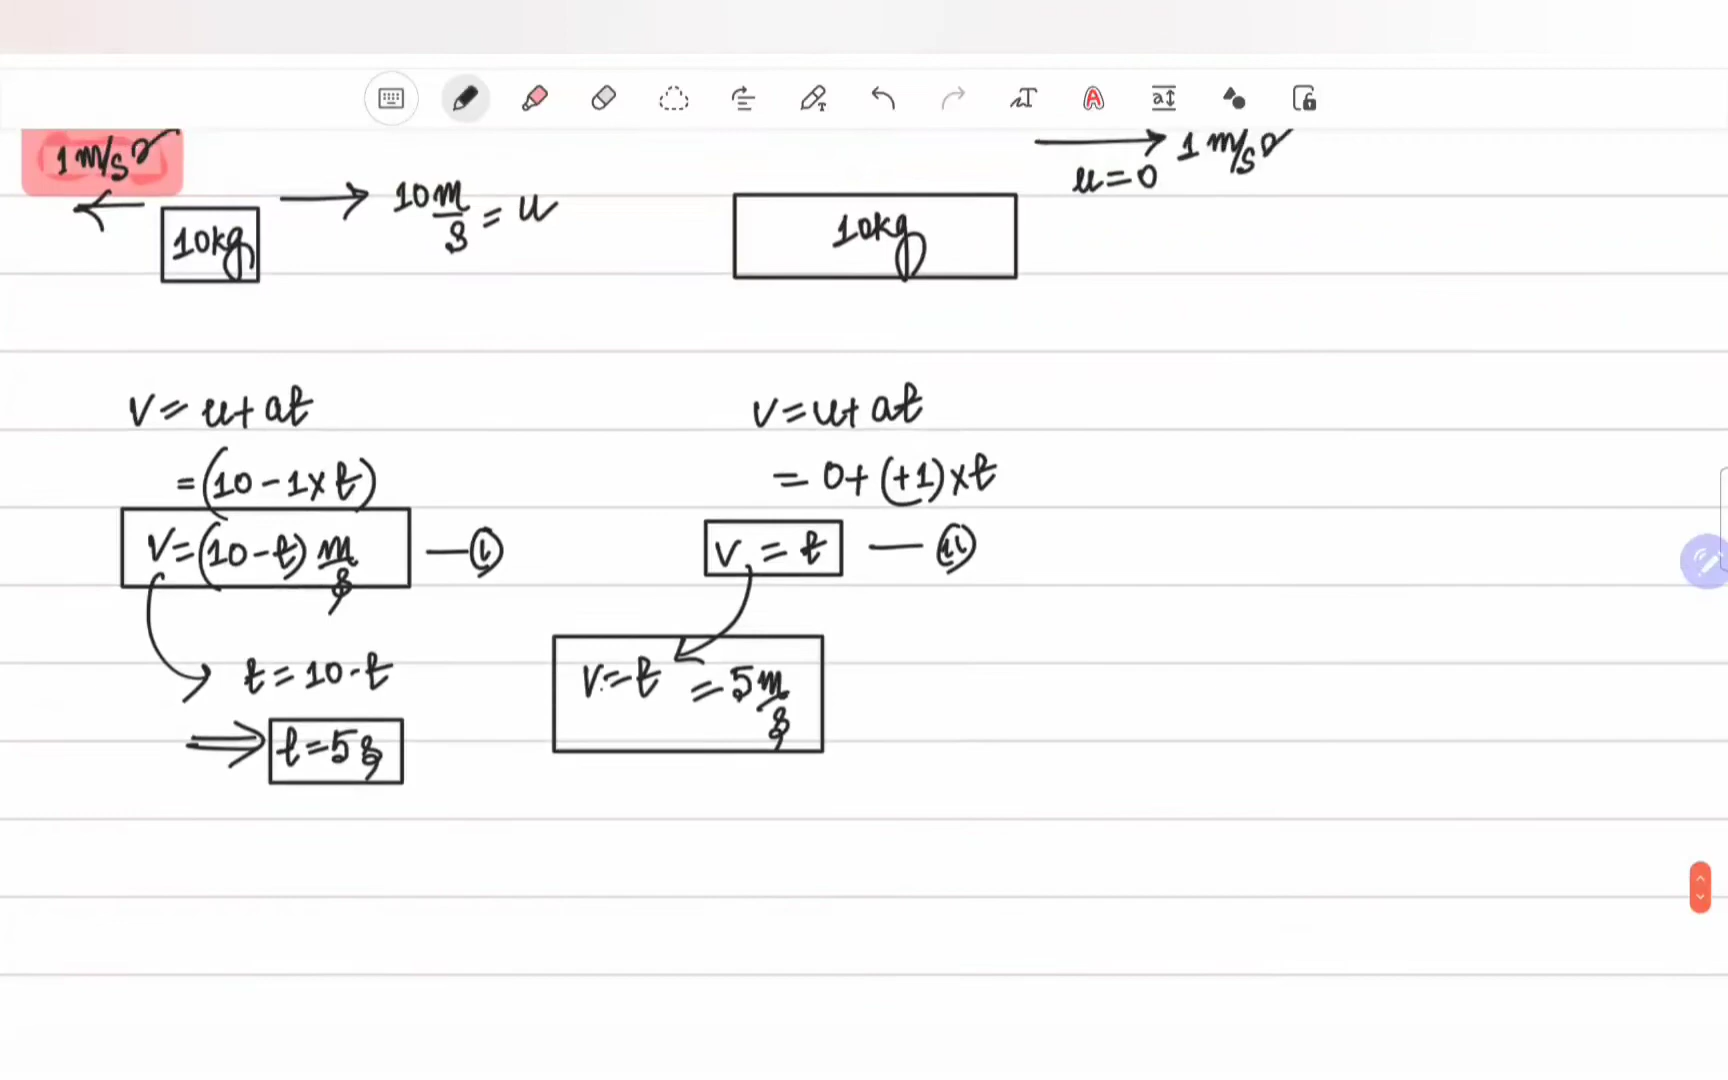 1 m/s²
10 m/s = u
10kg
1 m/s²
u=0
10kg
v = u+at
= (10 - 1 × t)
v = (10 - t) m/s — (i)
t = 10 - t
⇒ t = 5 s
v = u + at
= 0 + (+1) × t
v = t — (ii)
v = t = 5 m/s